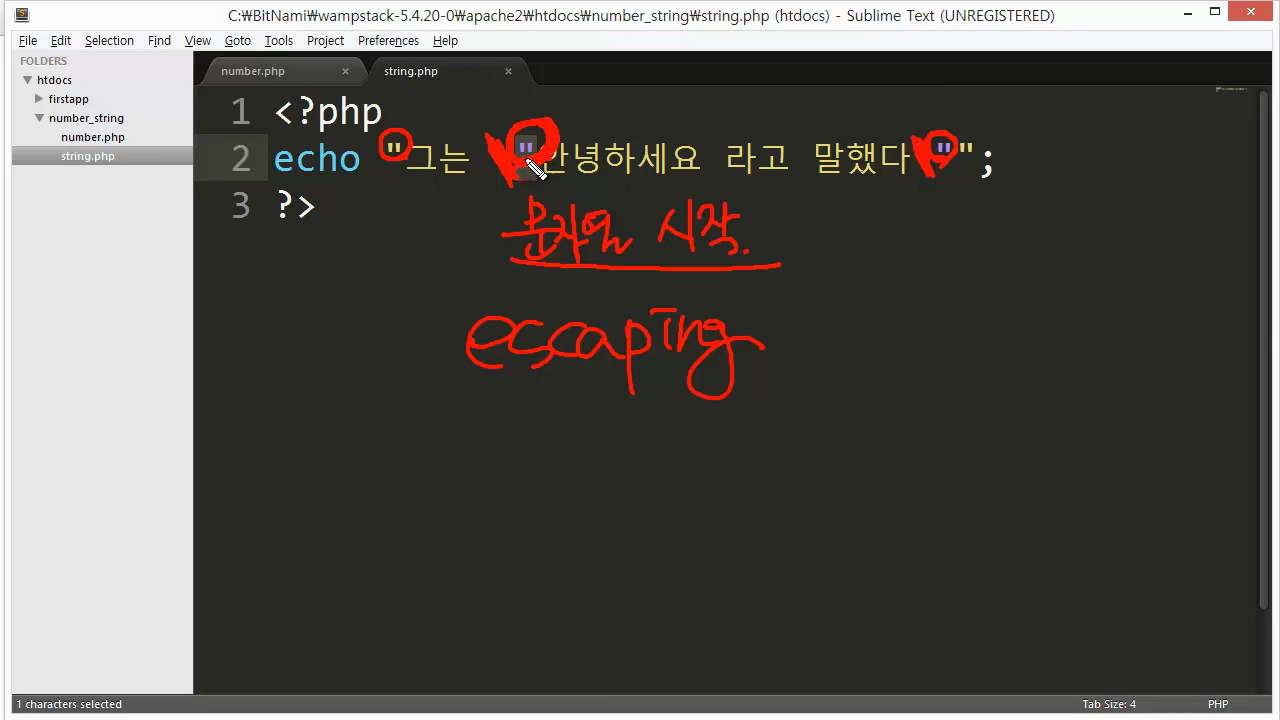 C:₩BitNami₩wampstack-5.4.20-0₩apache2₩htdocs₩number_string₩string.php (htdocs) - Sublime Text (UNREGISTERED)
File Edit Selection Find View Goto Tools Project Preferences Help
FOLDERS
htdocs
firstapp
number_string
number.php
string.php
number.php string.php
1 <?php
2 echo "그는 \"안녕하세요 라고 말했다\"";
3 ?>
문자열 시작.
escaping
1 characters selected
Tab Size: 4 PHP